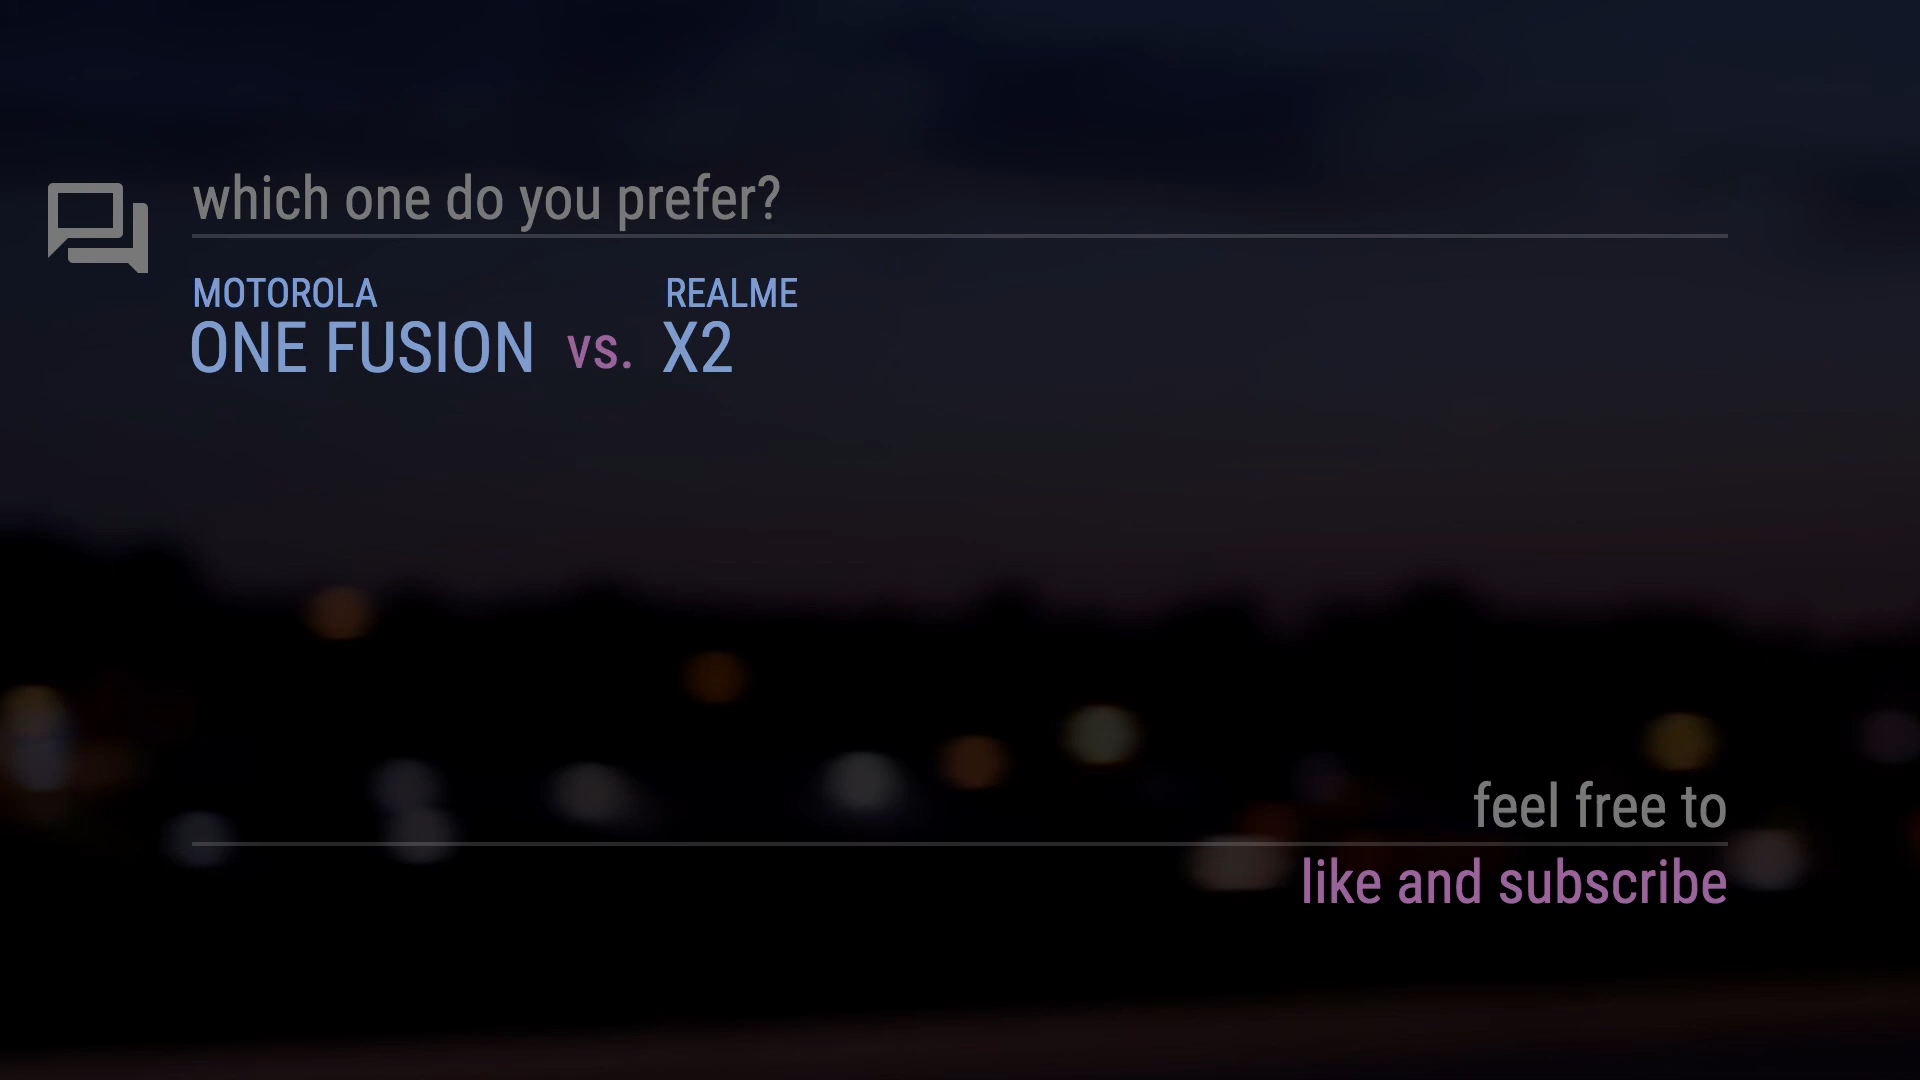 which one do you prefer?
MOTOROLA REALME
ONE FUSION vs. X2
feel free to
like and subscribe